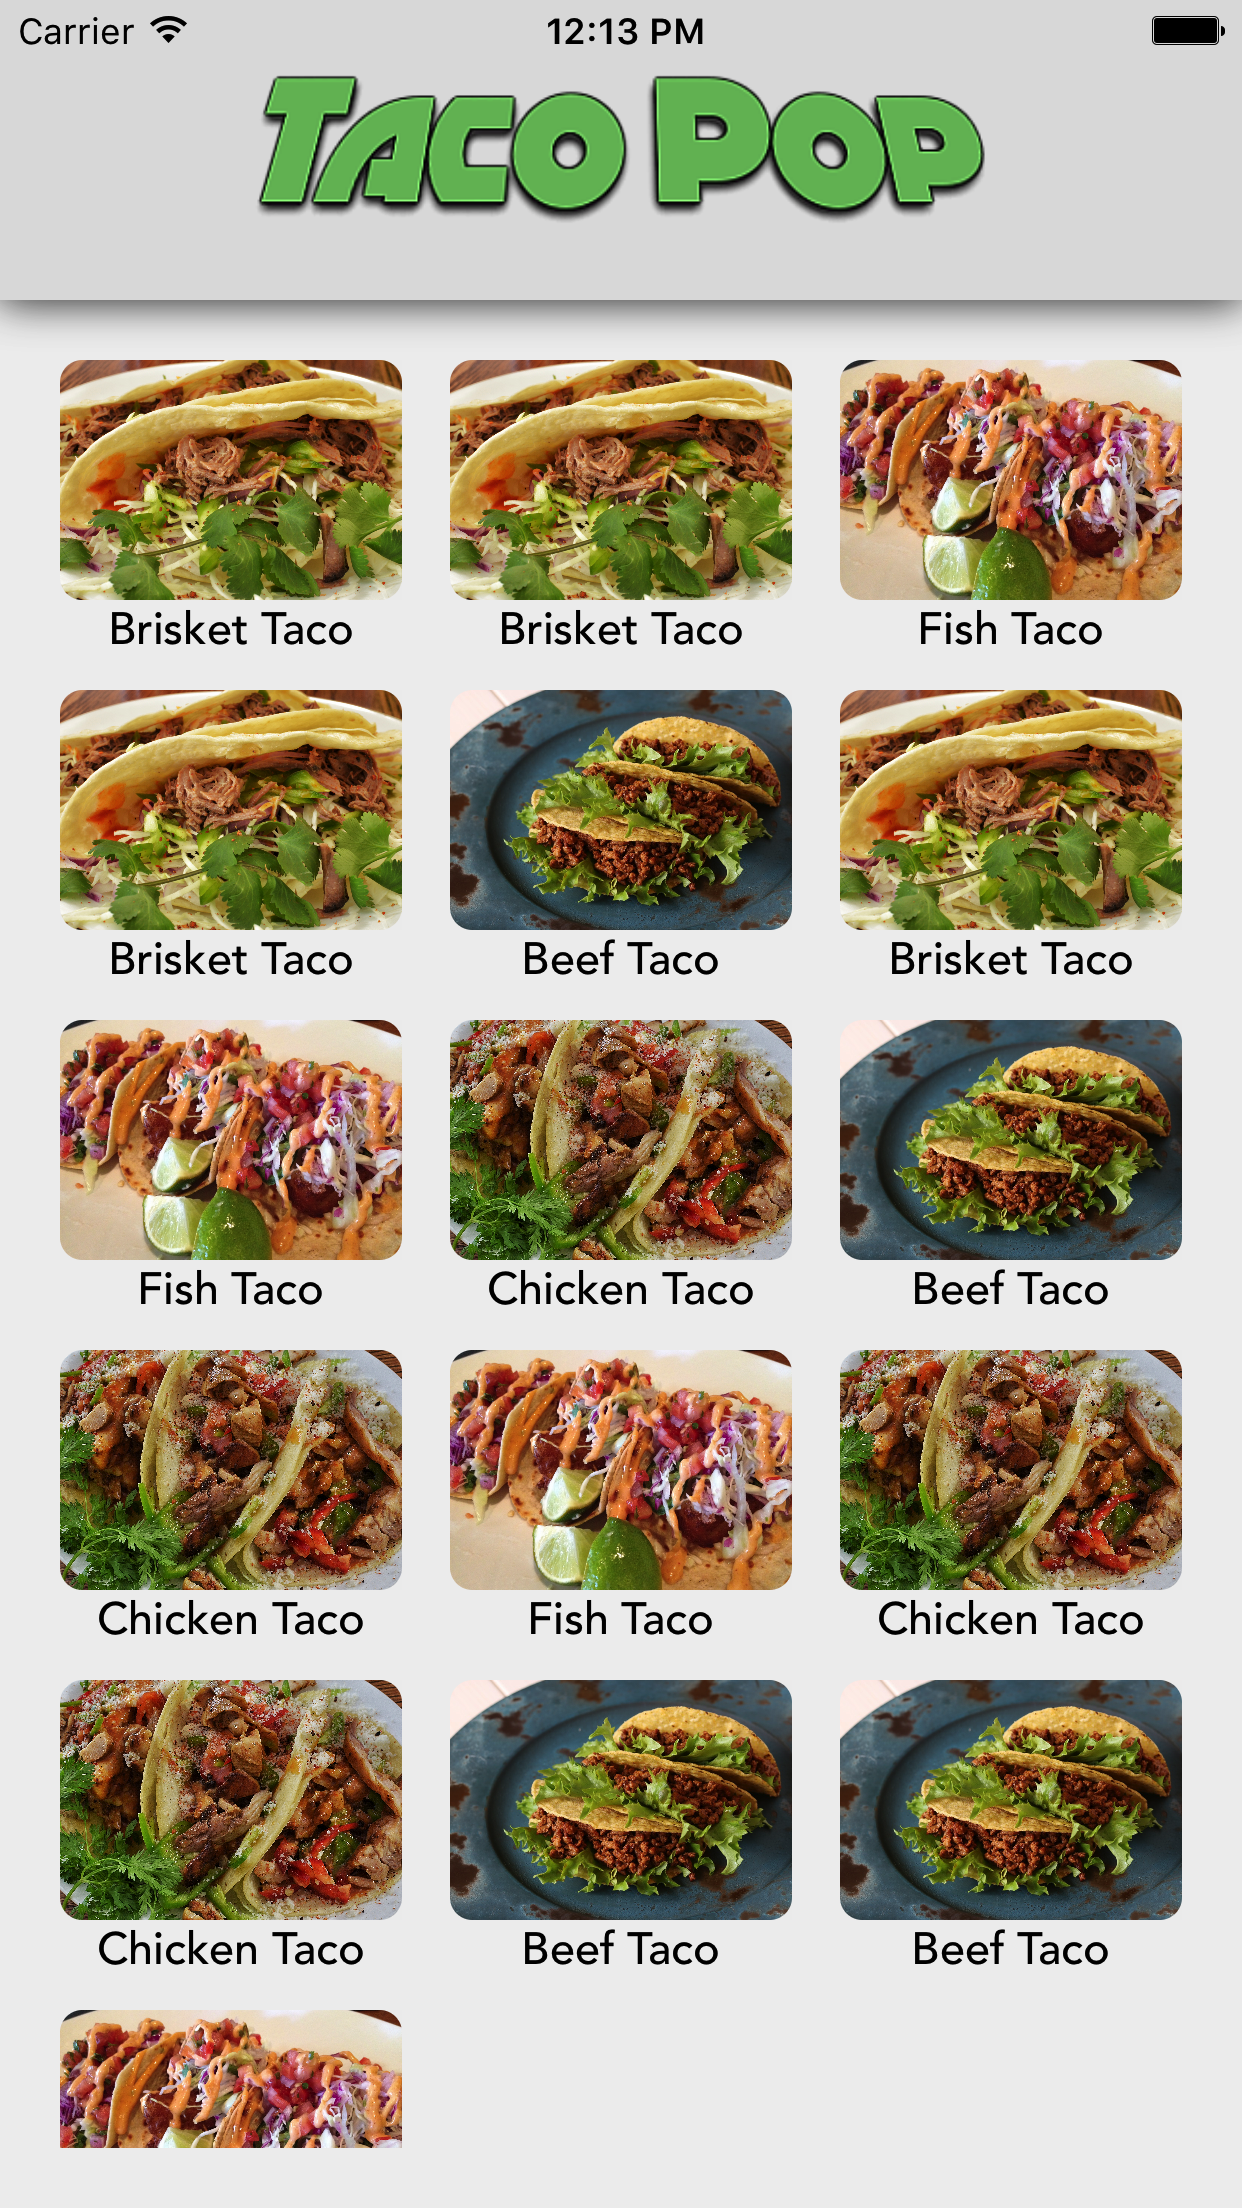 Carrier 12:13 PM
Taco Pop
Brisket Taco Brisket Taco Fish Taco
Brisket Taco Beef Taco Brisket Taco
Fish Taco Chicken Taco Beef Taco
Chicken Taco Fish Taco Chicken Taco
Chicken Taco Beef Taco Beef Taco